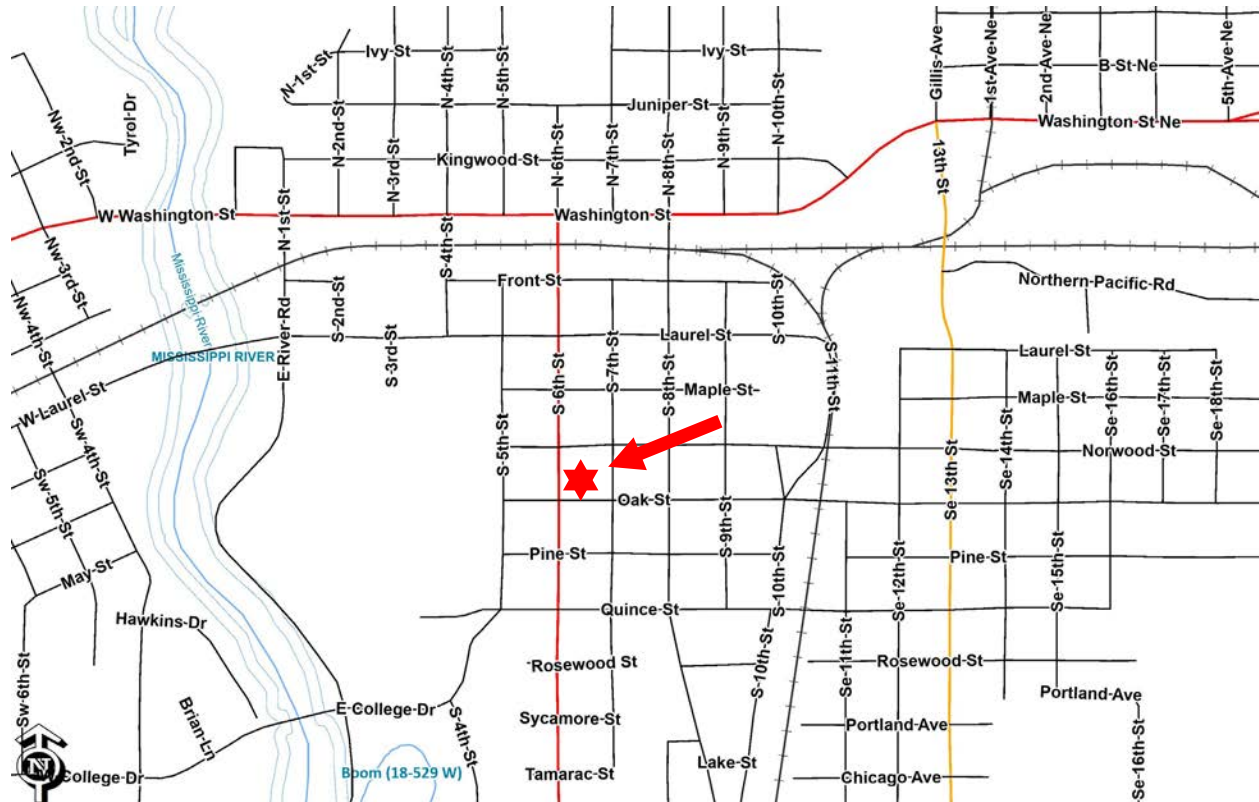 Ivy-St
Ivy-St
N-1st-St
N-2nd-St
N-3rd-St
N-4th-St
N-5th-St
N-6th-St
N-7th-St
N-8th-St
N-9th-St
N-10th-St
Gillis-Ave
1st-Ave-Ne
2nd-Ave-Ne
B-St-Ne
5th-Ave-Ne
Juniper-St
Washington-St-Ne
Nw-2nd-St
Tyrol-Dr
Kingwood-St
13th-St
W-Washington-St
N-1st-St
Washington-St
Nw-3rd-St
Mississippi-River
S-4th-St
Front-St
S-10th-St
Northern-Pacific-Rd
Nw-4th-St
MISSISSIPPI RIVER
E-River-Rd
S-2nd-St
S-3rd-St
Laurel-St
Laurel-St
W-Laurel-St
S-5th-St
S-6th-St
S-7th-St
S-8th-St
Maple-St
S-11th-St
Maple-St
Se-16th-St
Se-17th-St
Se-18th-St
Sw-4th-St
Sw-5th-St
Se-13th-St
Se-14th-St
Norwood-St
Oak-St
S-9th-St
Pine-St
Pine-St
S-10th-St
Se-12th-St
Se-15th-St
May-St
Hawkins-Dr
Quince-St
Sw-6th-St
Rosewood St
S-10th-St
Se-11th-St
Rosewood-St
Brian-Ln
E-College-Dr
S-4th-St
Sycamore-St
Portland-Ave
Portland-Ave
Se-16th-St
N
College-Dr
Boom (18-529 W)
Tamarac-St
Lake-St
Chicago-Ave